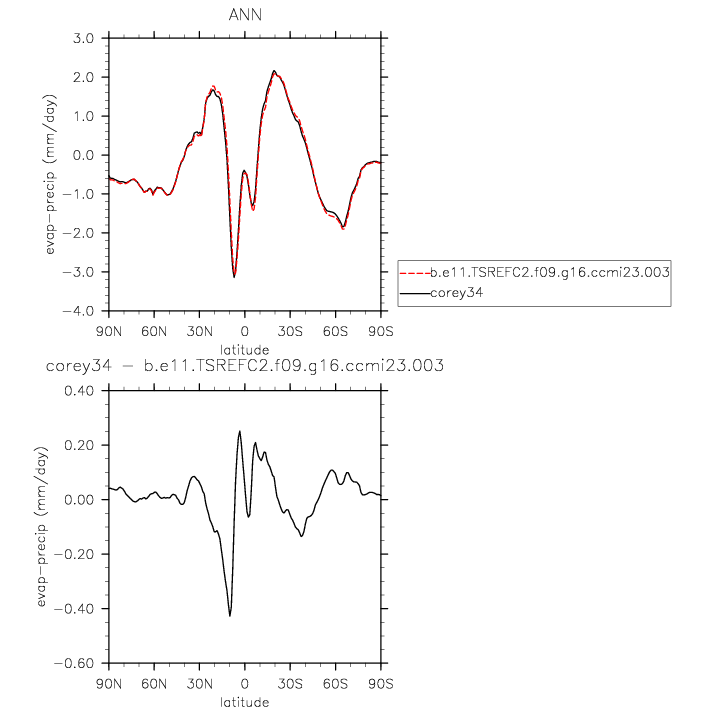 ANN
3.0
2.0
1.0
0.0
−1.0
−2.0
−3.0
−4.0
evap−precip (mm/day)
90N 60N 30N 0 30S 60S 90S
latitude
b.e11.TSREFC2.f09.g16.ccmi23.003
corey34
corey34 − b.e11.TSREFC2.f09.g16.ccmi23.003
0.40
0.20
0.00
−0.20
−0.40
−0.60
evap−precip (mm/day)
90N 60N 30N 0 30S 60S 90S
latitude